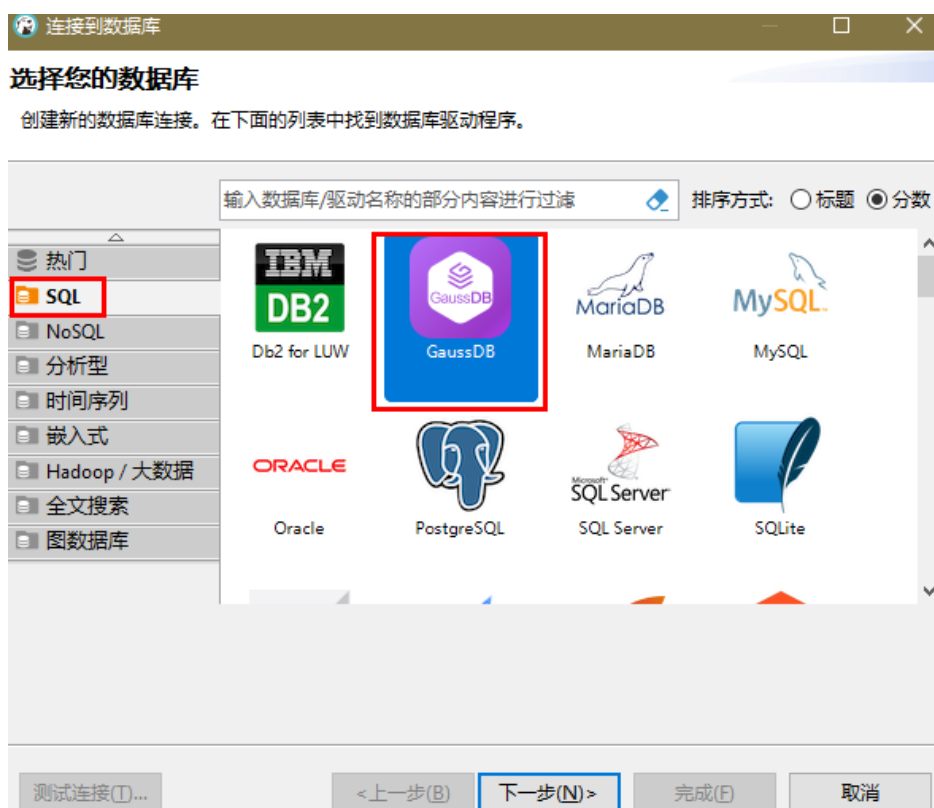 连接到数据库
选择您的数据库
创建新的数据库连接。在下面的列表中找到数据库驱动程序。
输入数据库/驱动名称的部分内容进行过滤
排序方式: 标题 分数
热门
SQL
NoSQL
分析型
时间序列
嵌入式
Hadoop / 大数据
全文搜索
图数据库
IBM
DB2
Db2 for LUW
GaussDB
GaussDB
MariaDB
MariaDB
MySQL
MySQL
ORACLE
Oracle
PostgreSQL
Microsoft
SQL Server
SQL Server
SQLite
测试连接(T)...
<上一步(B)
下一步(N)>
完成(F)
取消